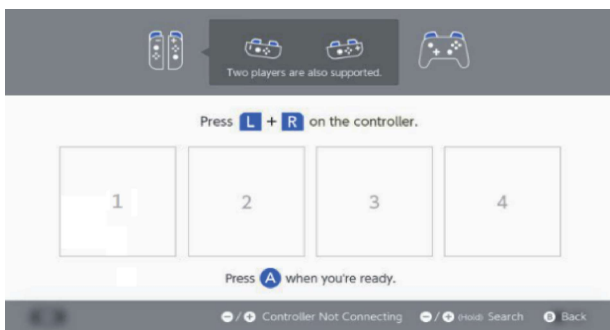 Two players are also supported.
Press L + R on the controller.
1 2 3 4
Press A when you're ready.
⊖/⊕ Controller Not Connecting ⊖/⊕ (Hold) Search B Back